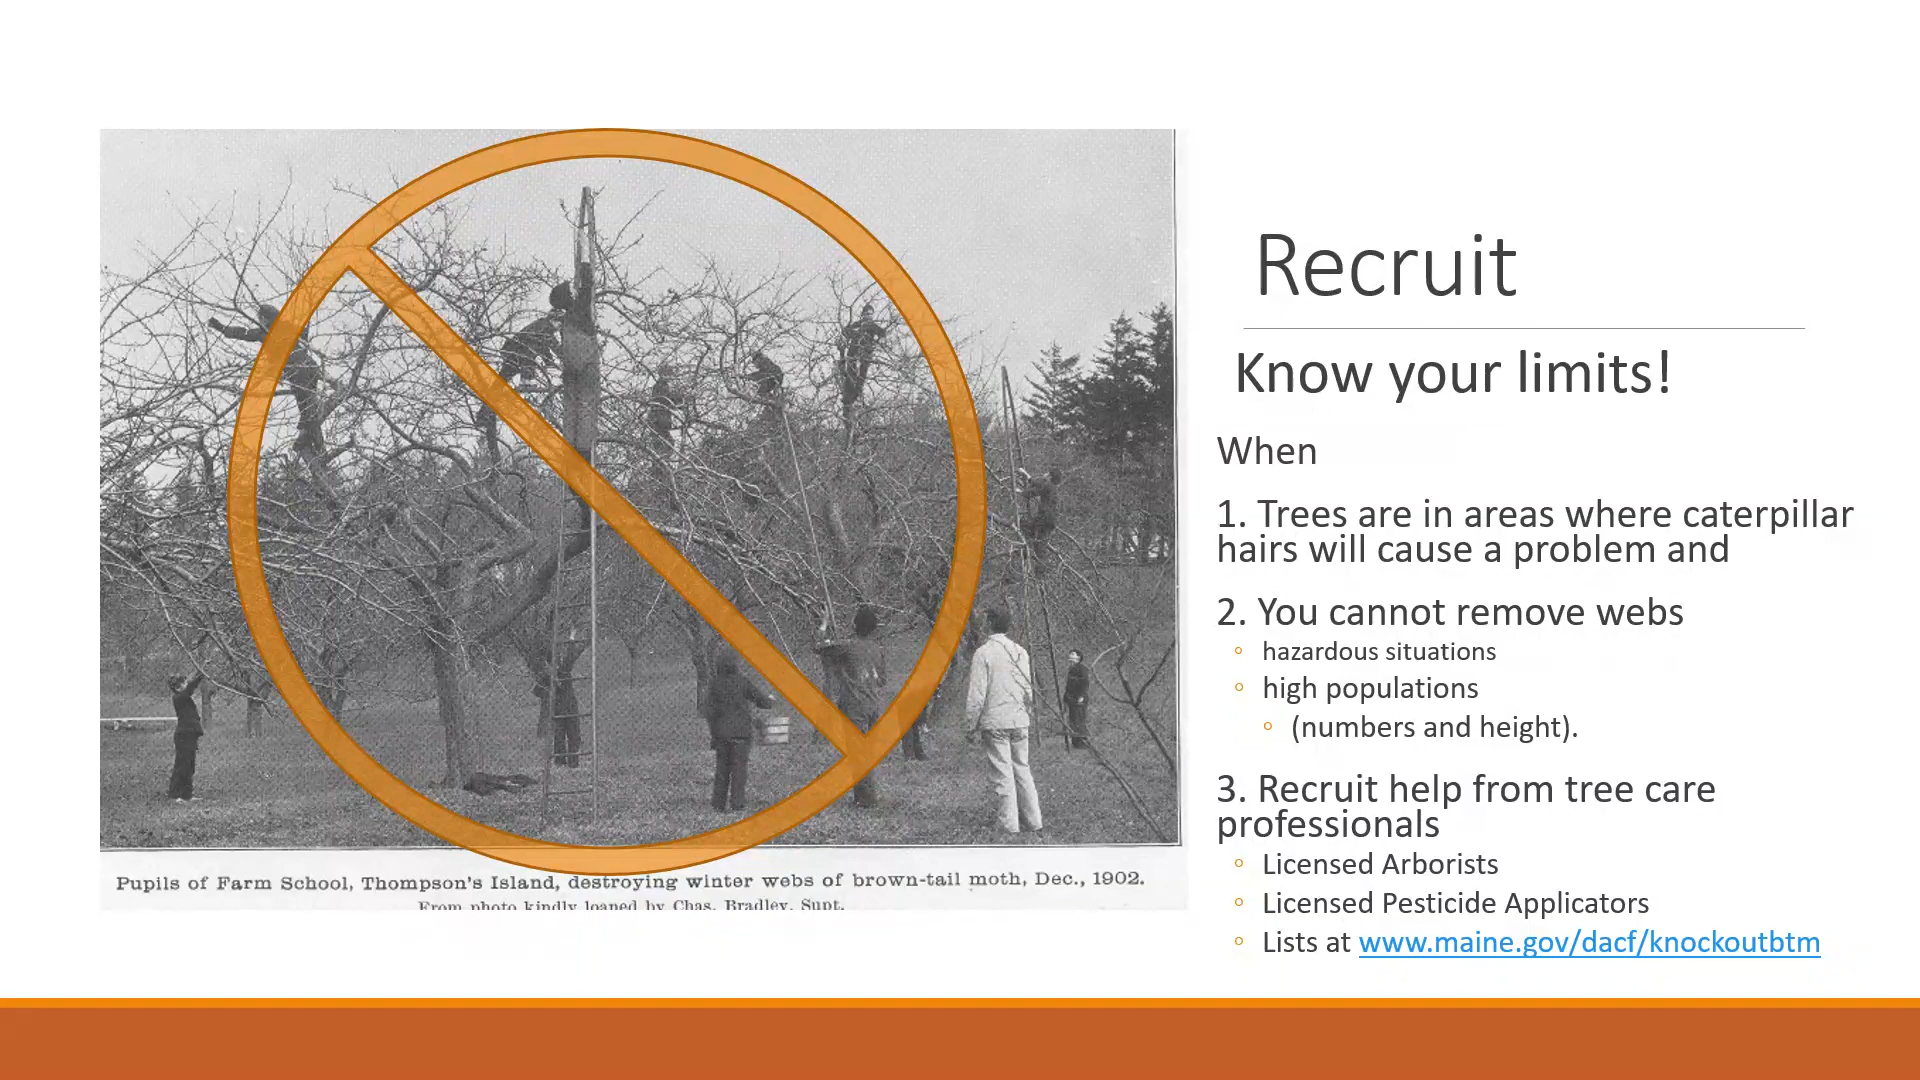 Recruit
Know your limits!
When
1. Trees are in areas where caterpillar
hairs will cause a problem and
2. You cannot remove webs
◦ hazardous situations
◦ high populations
◦ (numbers and height).
3. Recruit help from tree care
professionals
◦ Licensed Arborists
◦ Licensed Pesticide Applicators
◦ Lists at www.maine.gov/dacf/knockoutbtm
Pupils of Farm School, Thompson's Island, destroying winter webs of brown-tail moth, Dec., 1902.
From photo kindly loaned by Chas. Bradley, Supt.